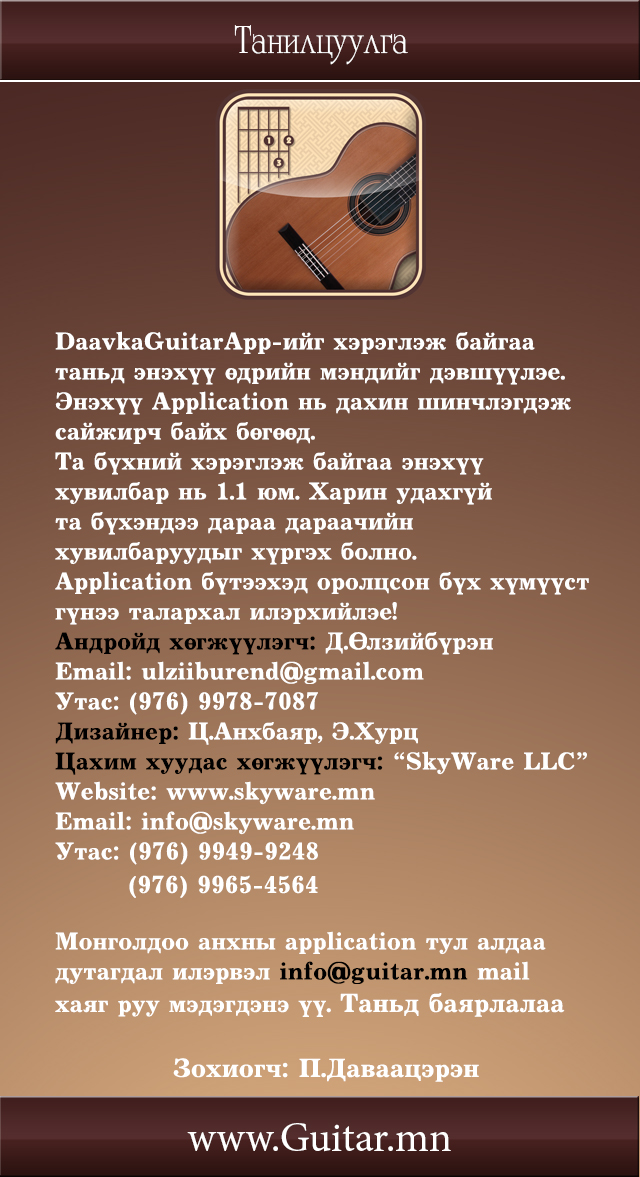 Танилцуулга
1 2
3
DaavkaGuitarApp-ийг хэрэглэж байгаа
таньд энэхүү өдрийн мэндийг дэвшүүлэе.
Энэхүү Application нь дахин шинчлэгдэж
сайжирч байх бөгөөд.
Та бүхний хэрэглэж байгаа энэхүү
хувилбар нь 1.1 юм. Харин удахгүй
та бүхэндээ дараа дараачийн
хувилбаруудыг хүргэх болно.
Application бүтээхэд оролцсон бүх хүмүүст
гүнээ талархал илэрхийлэе!
Андройд хөгжүүлэгч: Д.Өлзийбүрэн
Email: ulziiburend@gmail.com
Утас: (976) 9978-7087
Дизайнер: Ц.Анхбаяр, Э.Хурц
Цахим хуудас хөгжүүлэгч: “SkyWare LLC”
Website: www.skyware.mn
Email: info@skyware.mn
Утас: (976) 9949-9248
(976) 9965-4564
Монголдоо анхны application тул алдаа
дутагдал илэрвэл info@guitar.mn mail
хаяг руу мэдэгдэнэ үү. Таньд баярлалаа
Зохиогч: П.Даваацэрэн
www.Guitar.mn